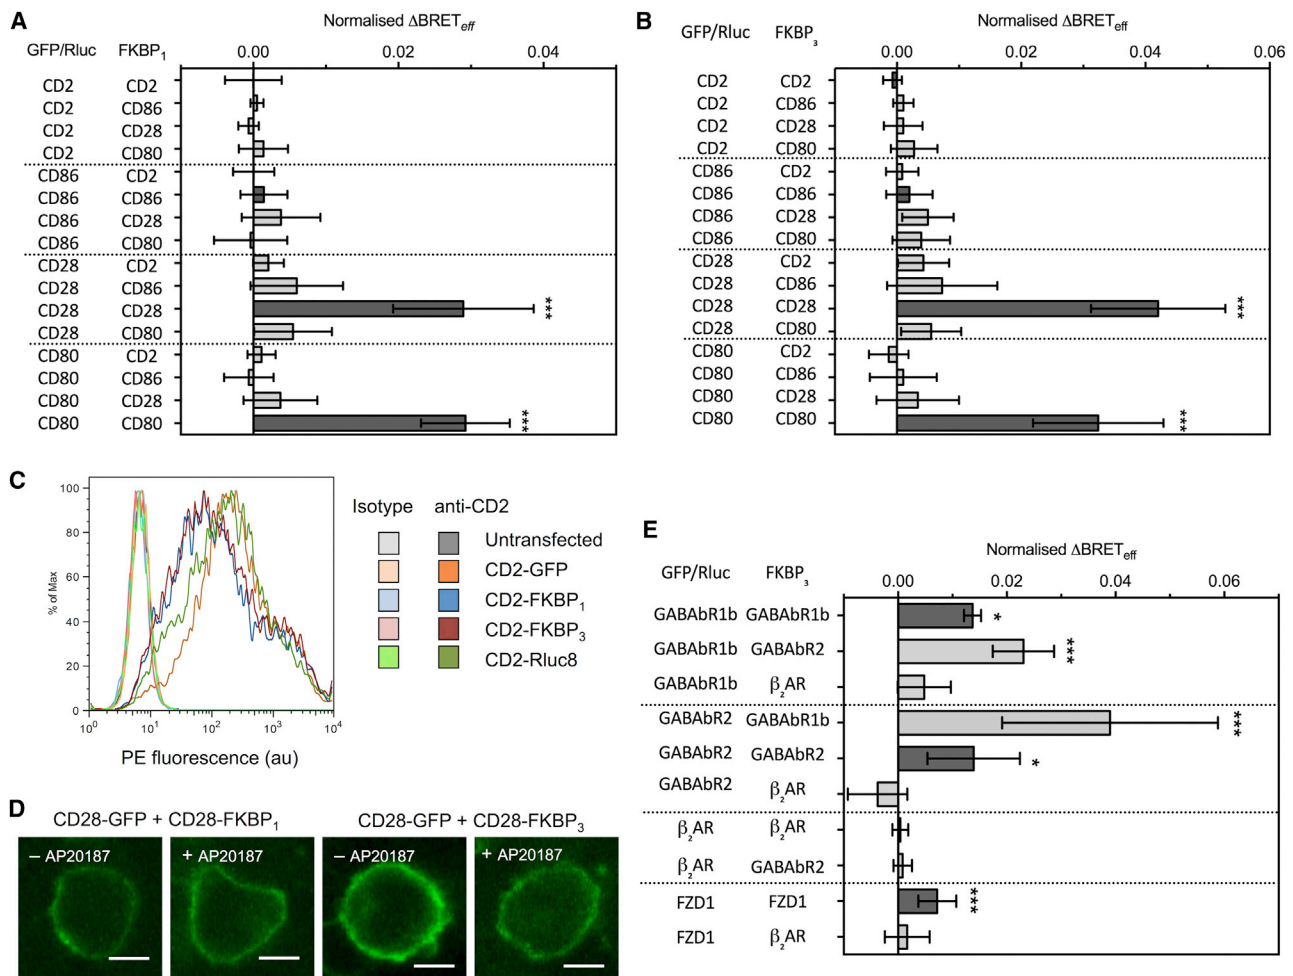 A
Normalised ΔBRETeff
GFP/Rluc FKBP1 0.00 0.02 0.04
CD2 CD2
CD2 CD86
CD2 CD28
CD2 CD80
CD86 CD2
CD86 CD86
CD86 CD28
CD86 CD80
CD28 CD2
CD28 CD86
CD28 CD28 ***
CD28 CD80
CD80 CD2
CD80 CD86
CD80 CD28
CD80 CD80 ***
B
Normalised ΔBRETeff
GFP/Rluc FKBP3 0.00 0.02 0.04 0.06
CD2 CD2
CD2 CD86
CD2 CD28
CD2 CD80
CD86 CD2
CD86 CD86
CD86 CD28
CD86 CD80
CD28 CD2
CD28 CD86
CD28 CD28 ***
CD28 CD80
CD80 CD2
CD80 CD86
CD80 CD28
CD80 CD80 ***
C
% of Max
100
80
60
40
20
0
10^0 10^1 10^2 10^3 10^4
PE fluorescence (au)
Isotype anti-CD2
Untransfected
CD2-GFP
CD2-FKBP1
CD2-FKBP3
CD2-Rluc8
D
CD28-GFP + CD28-FKBP1 CD28-GFP + CD28-FKBP3
– AP20187 + AP20187 – AP20187 + AP20187
E
Normalised ΔBRETeff
GFP/Rluc FKBP3 0.00 0.02 0.04 0.06
GABAbR1b GABAbR1b *
GABAbR1b GABAbR2 ***
GABAbR1b β2AR
GABAbR2 GABAbR1b ***
GABAbR2 GABAbR2 *
GABAbR2 β2AR
β2AR β2AR
β2AR GABAbR2
FZD1 FZD1 ***
FZD1 β2AR